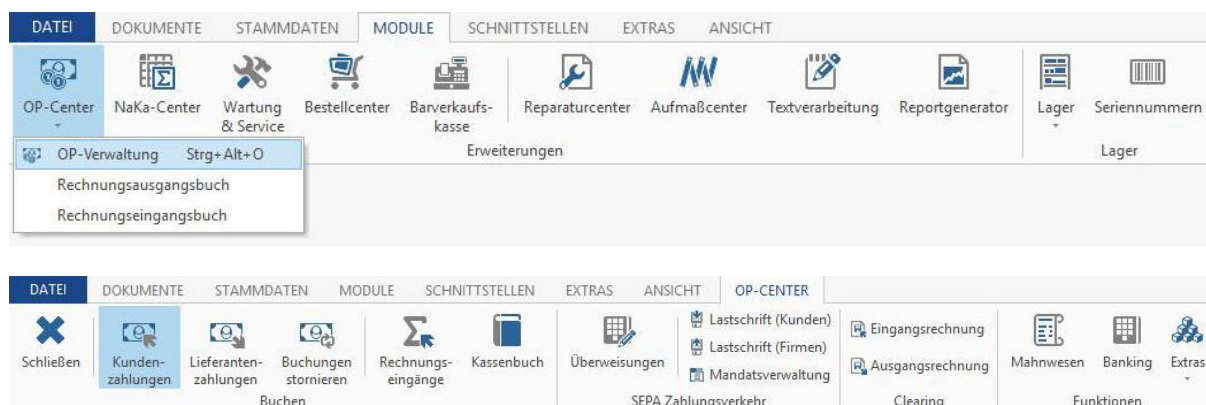 DATEI DOKUMENTE STAMMDATEN MODULE SCHNITTSTELLEN EXTRAS ANSICHT
OP-Center NaKa-Center Wartung Bestellcenter Barverkaufs- Reparaturcenter Aufmaßcenter Textverarbeitung Reportgenerator Lager Seriennummern
& Service kasse
Erweiterungen Lager
OP-Verwaltung Strg+Alt+O
Rechnungsausgangsbuch
Rechnungseingangsbuch
DATEI DOKUMENTE STAMMDATEN MODULE SCHNITTSTELLEN EXTRAS ANSICHT OP-CENTER
Schließen Kunden- Lieferanten- Buchungen Rechnungs- Kassenbuch Überweisungen
zahlungen zahlungen stornieren eingänge
Lastschrift (Kunden)
Lastschrift (Firmen)
Mandatsverwaltung
Eingangsrechnung
Ausgangsrechnung
Mahnwesen Banking Extras
Buchen SEPA Zahlungsverkehr Clearing Funktionen